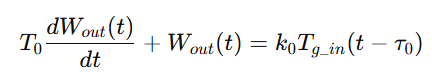 T_0 \frac{dW_{out}(t)}{dt} + W_{out}(t) = k_0 T_{g\_in}(t - \tau_0)